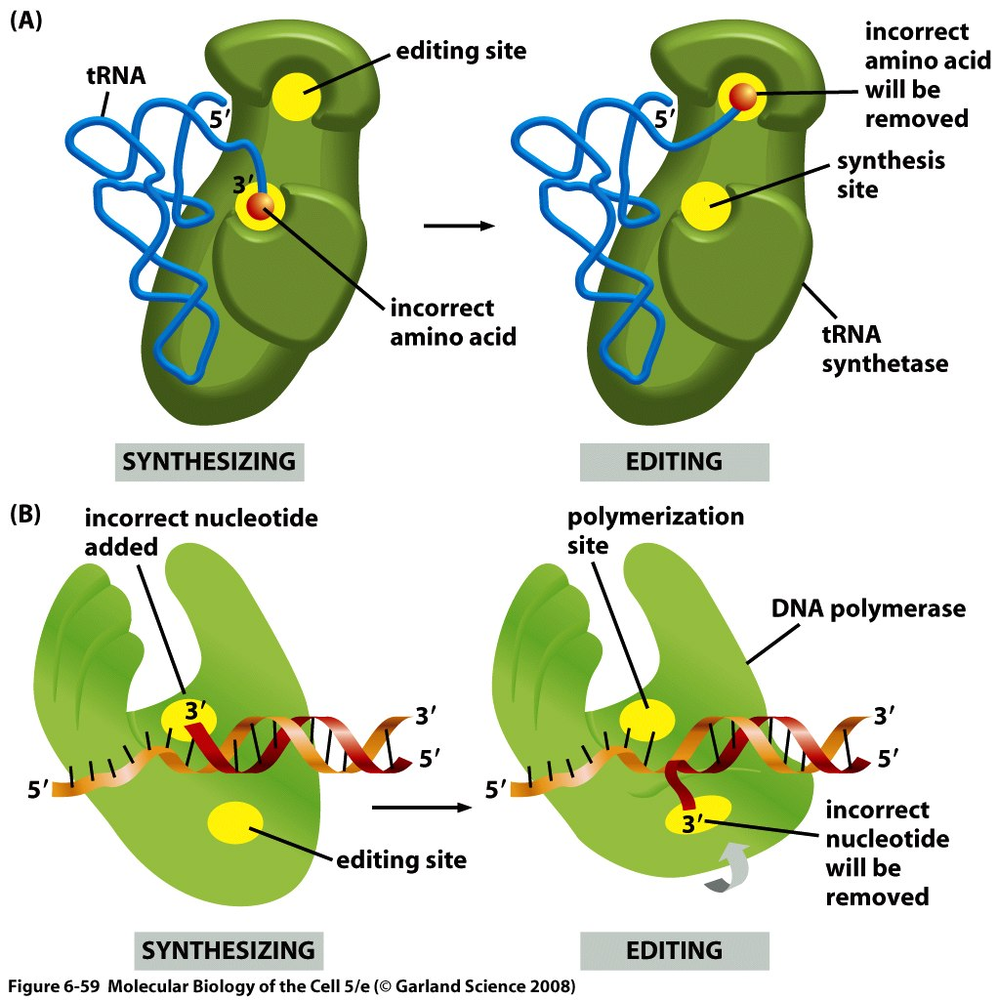 (A)
tRNA
5′
3′
editing site
incorrect
amino acid
5′
incorrect
amino acid
will be
removed
synthesis
site
tRNA
synthetase
SYNTHESIZING
EDITING
(B)
incorrect nucleotide
added
3′
3′
5′
5′
editing site
polymerization
site
DNA polymerase
3′
5′
5′
3′
incorrect
nucleotide
will be
removed
SYNTHESIZING
EDITING
Figure 6-59 Molecular Biology of the Cell 5/e (© Garland Science 2008)